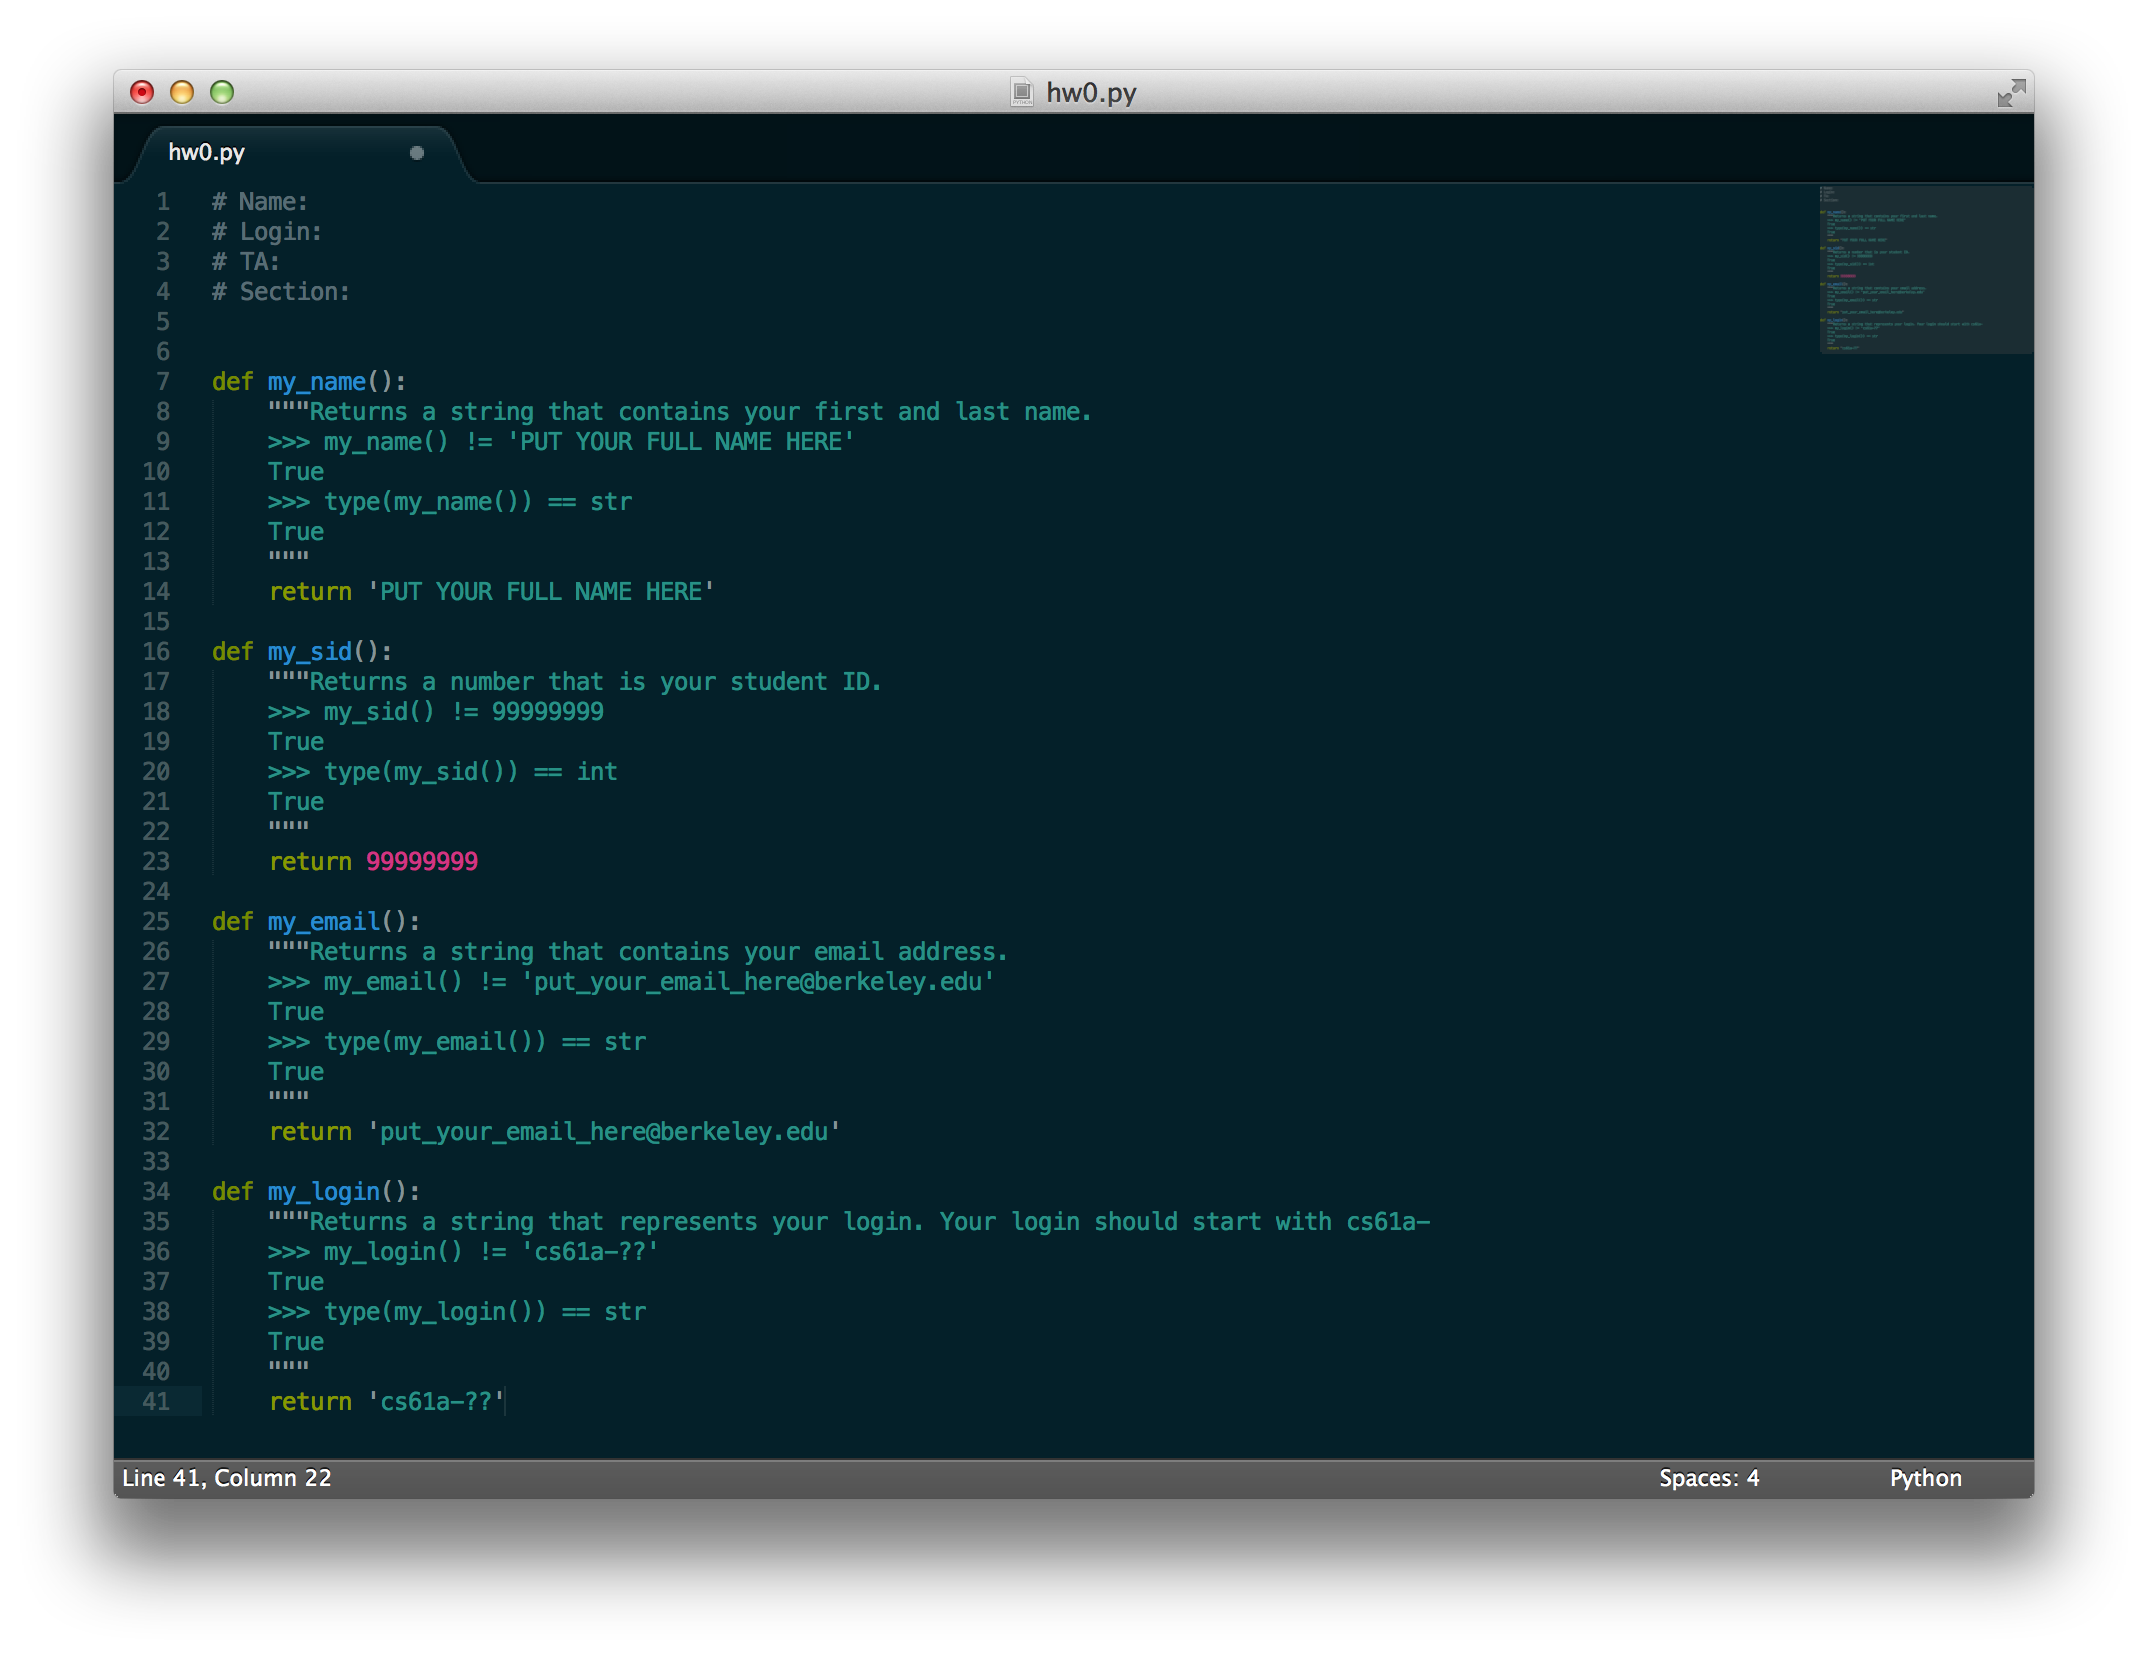 hw0.py
hw0.py
1 # Name:
2 # Login:
3 # TA:
4 # Section:
5
6
7 def my_name():
8     """Returns a string that contains your first and last name.
9     >>> my_name() != 'PUT YOUR FULL NAME HERE'
10     True
11     >>> type(my_name()) == str
12     True
13     """
14     return 'PUT YOUR FULL NAME HERE'
15
16 def my_sid():
17     """Returns a number that is your student ID.
18     >>> my_sid() != 99999999
19     True
20     >>> type(my_sid()) == int
21     True
22     """
23     return 99999999
24
25 def my_email():
26     """Returns a string that contains your email address.
27     >>> my_email() != 'put_your_email_here@berkeley.edu'
28     True
29     >>> type(my_email()) == str
30     True
31     """
32     return 'put_your_email_here@berkeley.edu'
33
34 def my_login():
35     """Returns a string that represents your login. Your login should start with cs61a-
36     >>> my_login() != 'cs61a-??'
37     True
38     >>> type(my_login()) == str
39     True
40     """
41     return 'cs61a-??'
Line 41, Column 22 Spaces: 4 Python